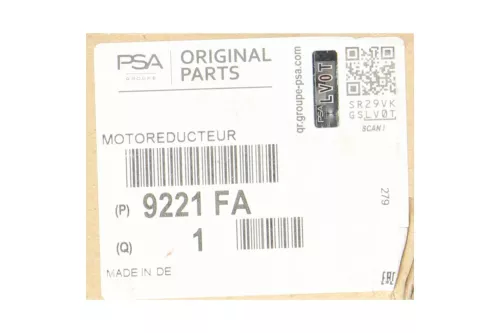 PSA
GROUPE
ORIGINAL
PARTS
qr.groupe-psa.com
PSA LV0T
SR29VK
GSLV0T
SCAN !
MOTOREDUCTEUR
(P) 9221 FA
(Q) 1
279
MADE IN DE
EAC